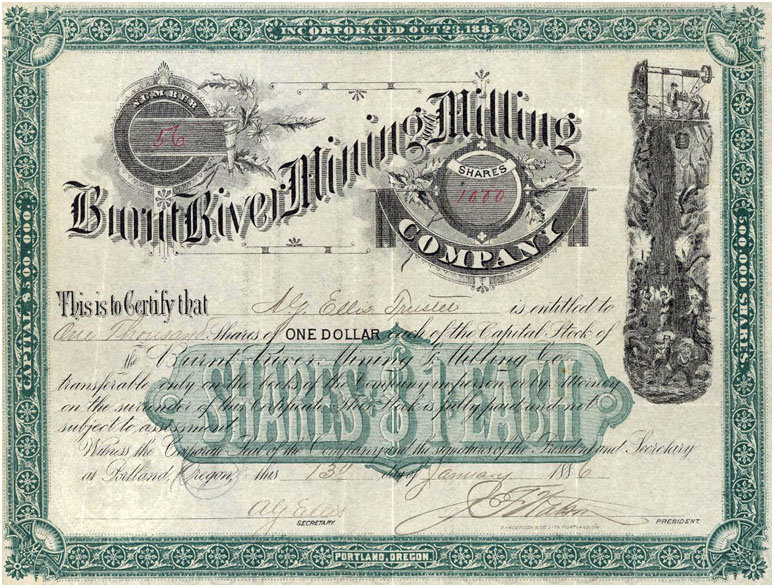 INCORPORATED OCT 23, 1885
NUMBER
56
Burnt River Mining and Milling
SHARES
1000
COMPANY
CAPITAL $500,000.
SHARES 500,000
This is to Certify that A G Ellis Trustee is entitled to
One Thousand Shares of ONE DOLLAR each of the Capital Stock of
the Burnt River Mining & Milling Co.
transferable only on the books of the Company in person or by Attorney
on the surrender of this Certificate. This Stock is fully paid and not
subject to assessment.
SHARES $1 EACH
Witness the Corporate Seal of the Company and the signatures of the President and Secretary
at Portland, Oregon, this 13th day of January 1886
A G Ellis
SECRETARY.
PRESIDENT.
PORTLAND, OREGON.